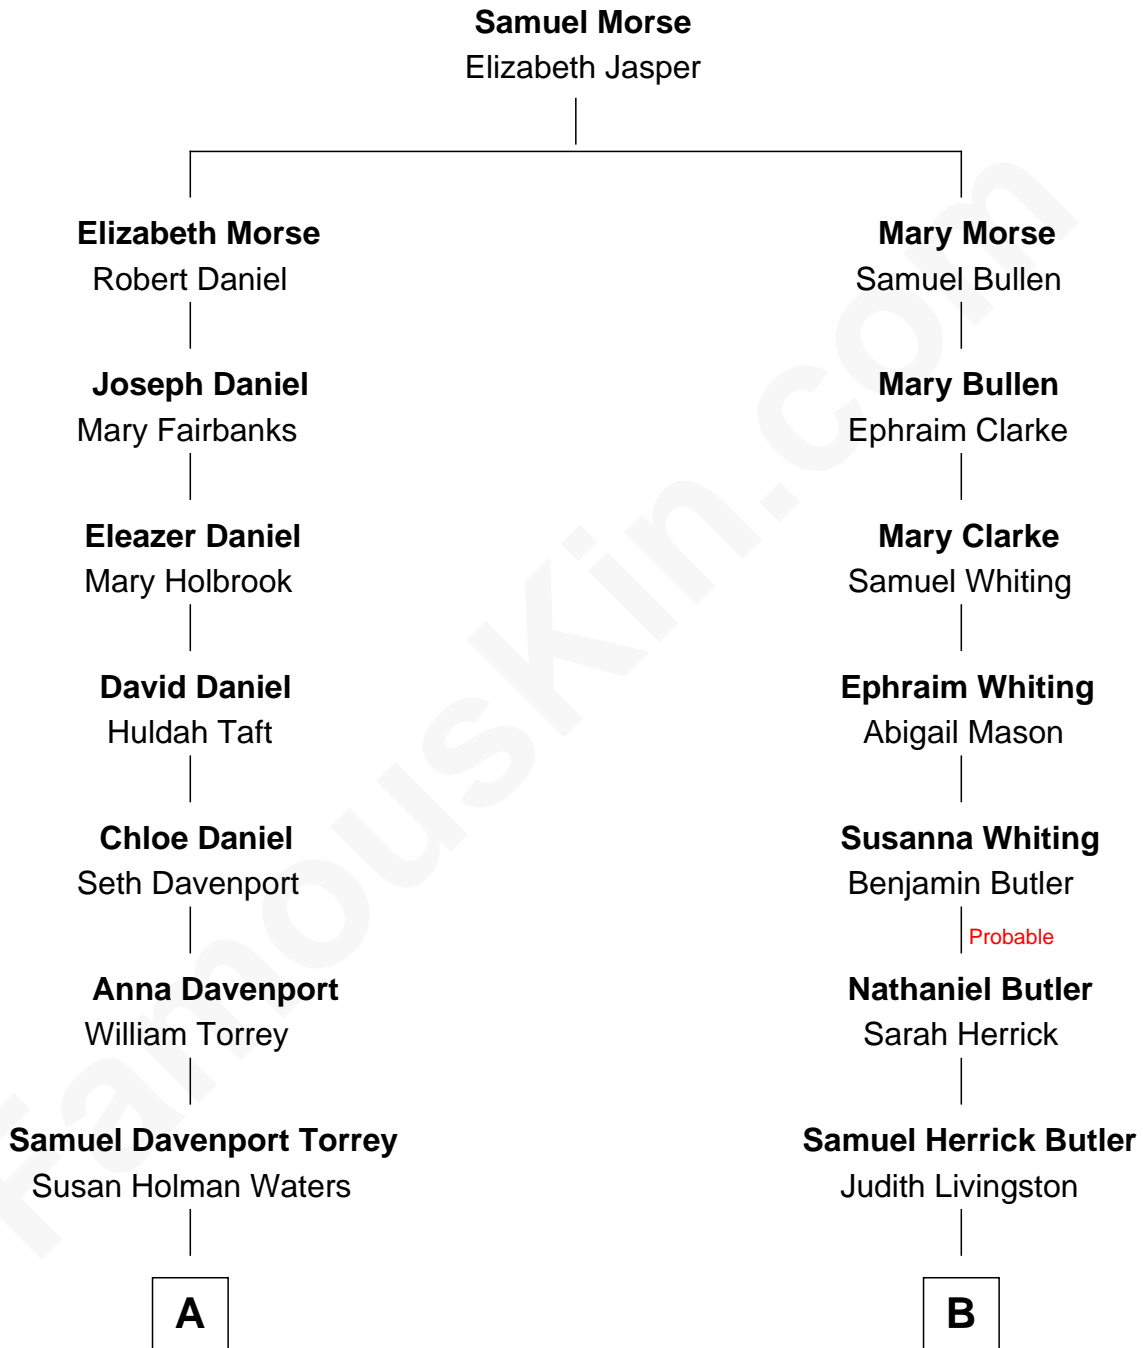 Samuel Morse
Elizabeth Jasper
Elizabeth Morse
Robert Daniel
Mary Morse
Samuel Bullen
Joseph Daniel
Mary Fairbanks
Mary Bullen
Ephraim Clarke
Eleazer Daniel
Mary Holbrook
Mary Clarke
Samuel Whiting
David Daniel
Huldah Taft
Ephraim Whiting
Abigail Mason
Chloe Daniel
Seth Davenport
Susanna Whiting
Benjamin Butler
Probable
Anna Davenport
William Torrey
Nathaniel Butler
Sarah Herrick
Samuel Davenport Torrey
Susan Holman Waters
Samuel Herrick Butler
Judith Livingston
A
B
FamousKin.com